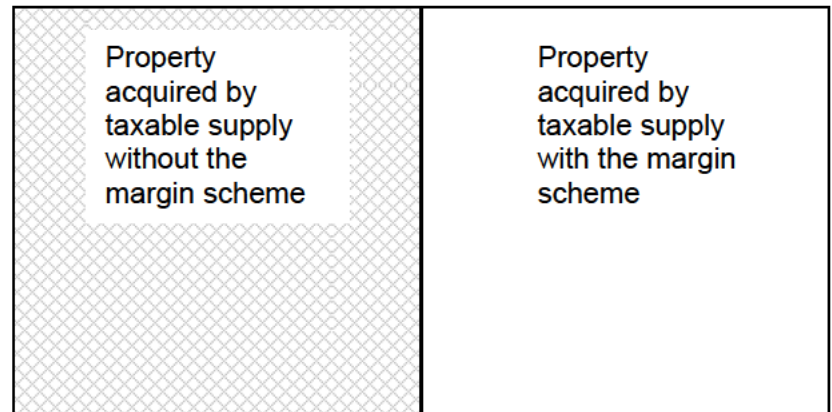 Property
acquired by
taxable supply
without the
margin scheme
Property
acquired by
taxable supply
with the margin
scheme